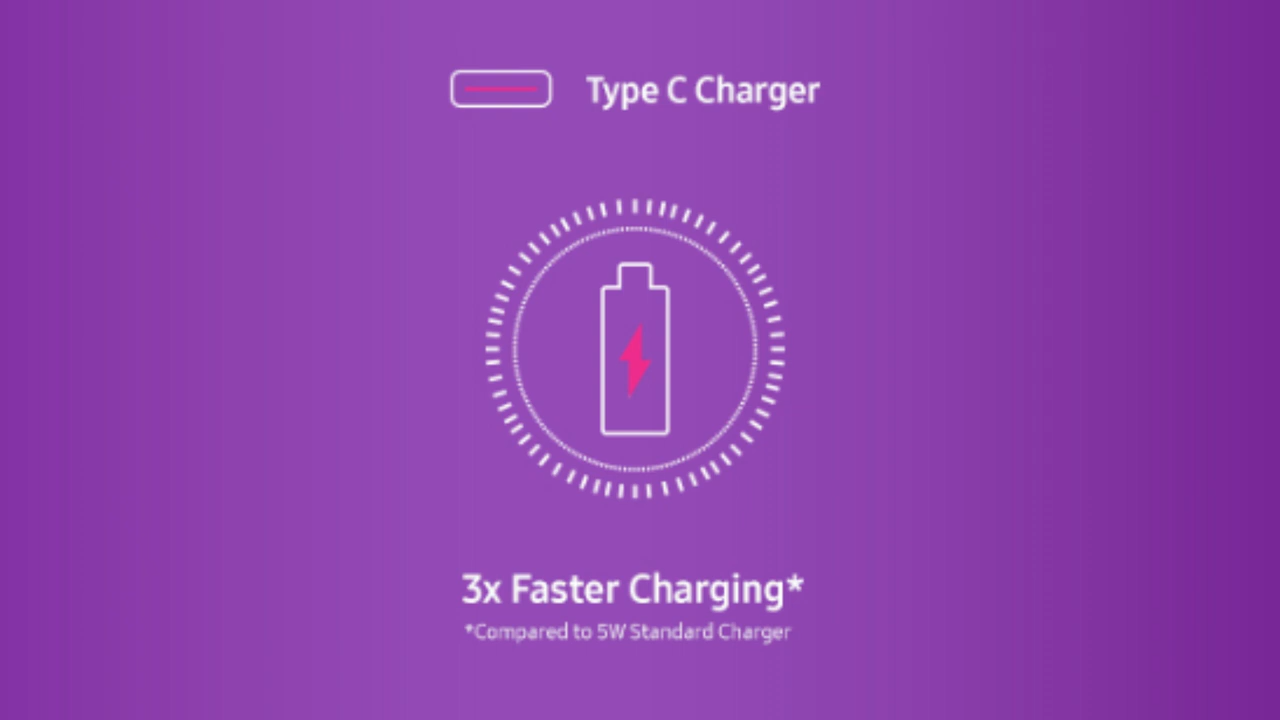 Type C Charger
3x Faster Charging*
*Compared to 5W Standard Charger